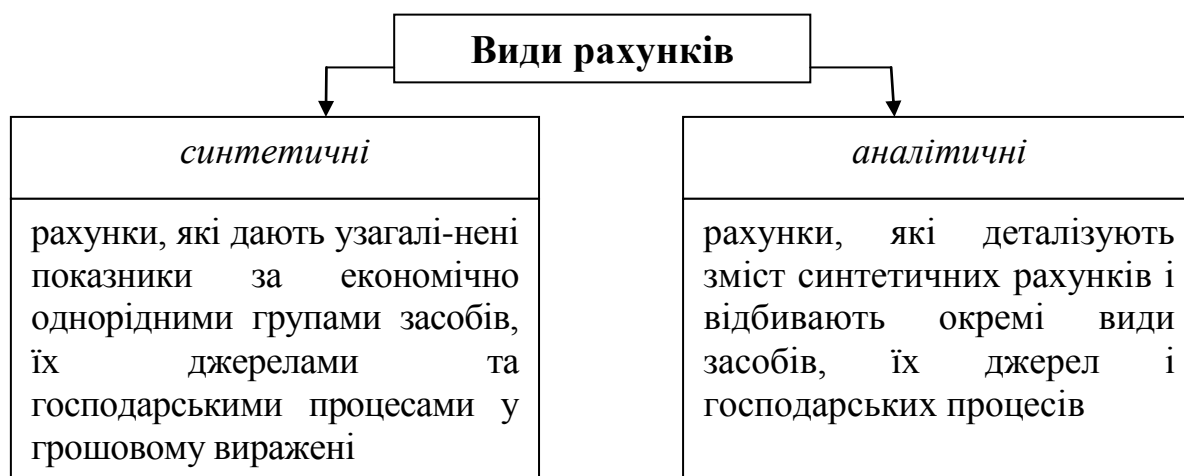 Види рахунків
синтетичні
рахунки, які дають узагалі-нені
показники за економічно
однорідними групами засобів,
їх джерелами та
господарськими процесами у
грошовому виражені
аналітичні
рахунки, які деталізують
зміст синтетичних рахунків і
відбивають окремі види
засобів, їх джерел і
господарських процесів